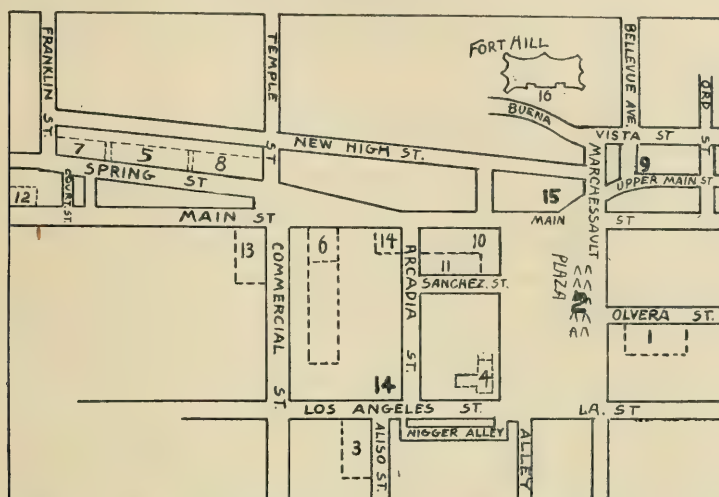 FRANKLIN ST.
TEMPLE ST
FORT HILL
16
BUENA
VISTA ST
BELLEVUE AVE.
ORD ST
NEW HIGH ST.
7
5
8
SPRING ST
COURT. ST.
12
MAIN ST
MARCHESSAULT
9
UPPER MAIN ST
15
MAIN ST
13
COMMERCIAL ST.
6
14
ARCADIA ST.
10
11
SANCHEZ. ST.
PLAZA
OLVERA ST.
1
4
14
LOS ANGELES ST.
LA. ST
NIGGER ALLEY
3
ALISO ST.
ALLEY